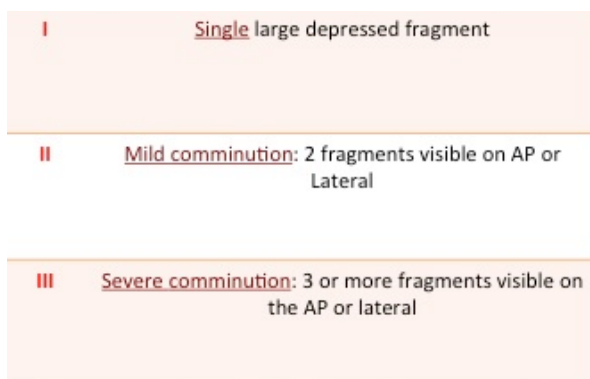 I Single large depressed fragment
II Mild comminution: 2 fragments visible on AP or
Lateral
III Severe comminution: 3 or more fragments visible on
the AP or lateral